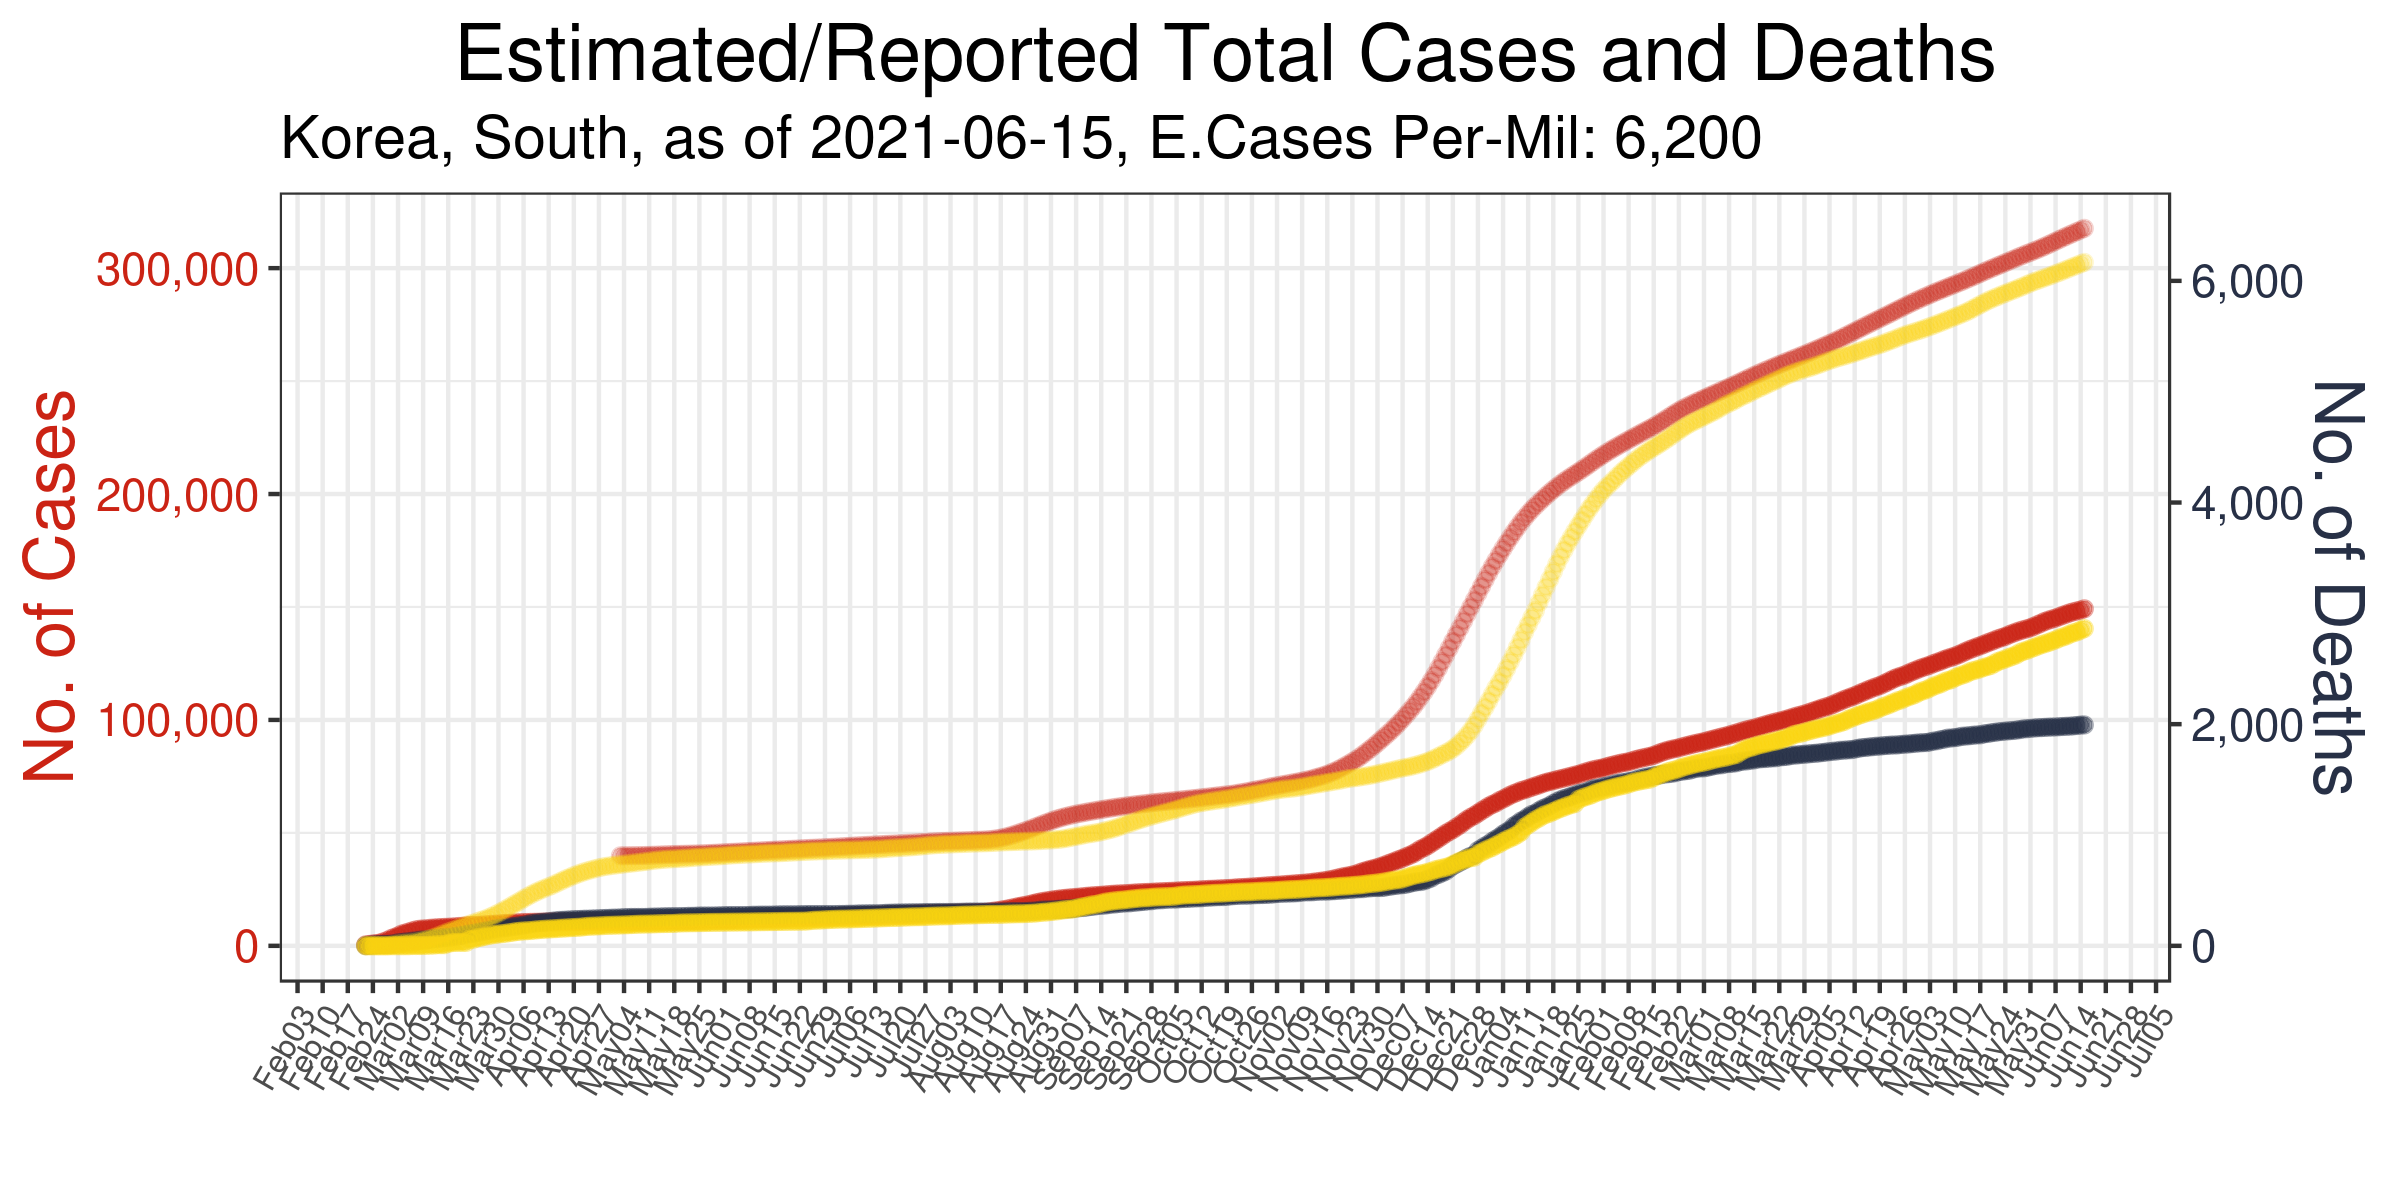 Estimated/Reported Total Cases and Deaths
Korea, South, as of 2021-06-15, E.Cases Per-Mil: 6,200
No. of Cases
300,000
200,000
100,000
0
6,000
4,000
2,000
0
No. of Deaths
Feb03
Feb10
Feb17
Feb24
Mar02
Mar09
Mar16
Mar23
Mar30
Apr06
Apr13
Apr20
Apr27
May04
May11
May18
May25
Jun01
Jun08
Jun15
Jun22
Jun29
Jul06
Jul13
Jul20
Jul27
Aug03
Aug10
Aug17
Aug24
Aug31
Sep07
Sep14
Sep21
Sep28
Oct05
Oct12
Oct19
Oct26
Nov02
Nov09
Nov16
Nov23
Nov30
Dec07
Dec14
Dec21
Dec28
Jan04
Jan11
Jan18
Jan25
Feb01
Feb08
Feb15
Feb22
Mar01
Mar08
Mar15
Mar22
Mar29
Apr05
Apr12
Apr19
Apr26
May03
May10
May17
May24
May31
Jun07
Jun14
Jun21
Jun28
Jul05